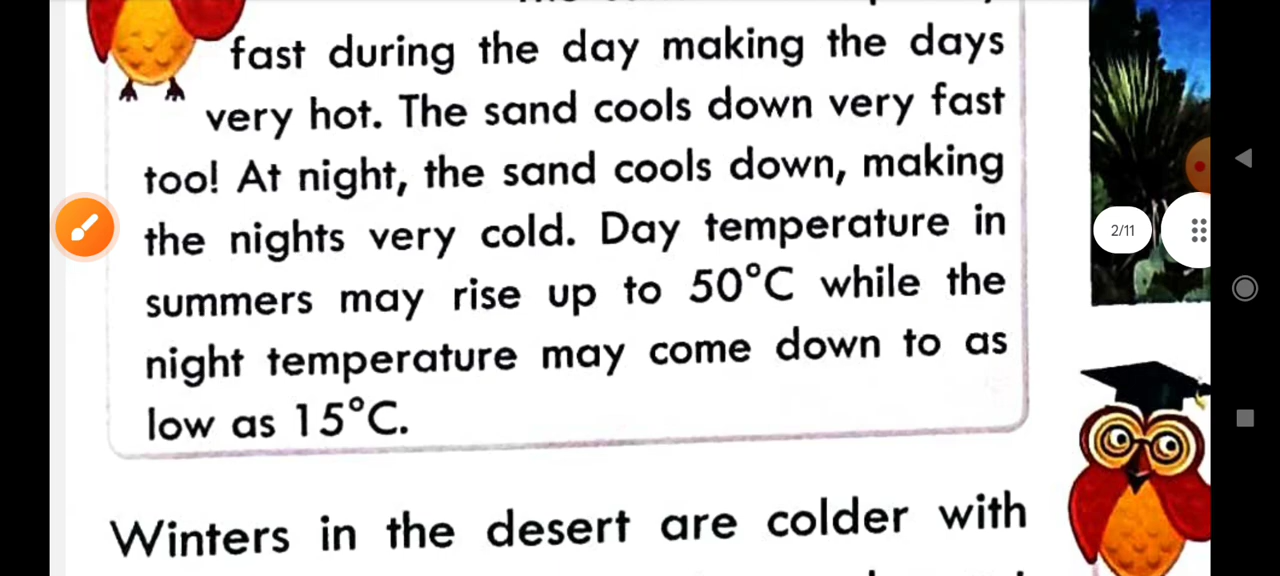 fast during the day making the days
very hot. The sand cools down very fast
too! At night, the sand cools down, making
the nights very cold. Day temperature in
summers may rise up to 50°C while the
night temperature may come down to as
low as 15°C.
2/11
Winters in the desert are colder with